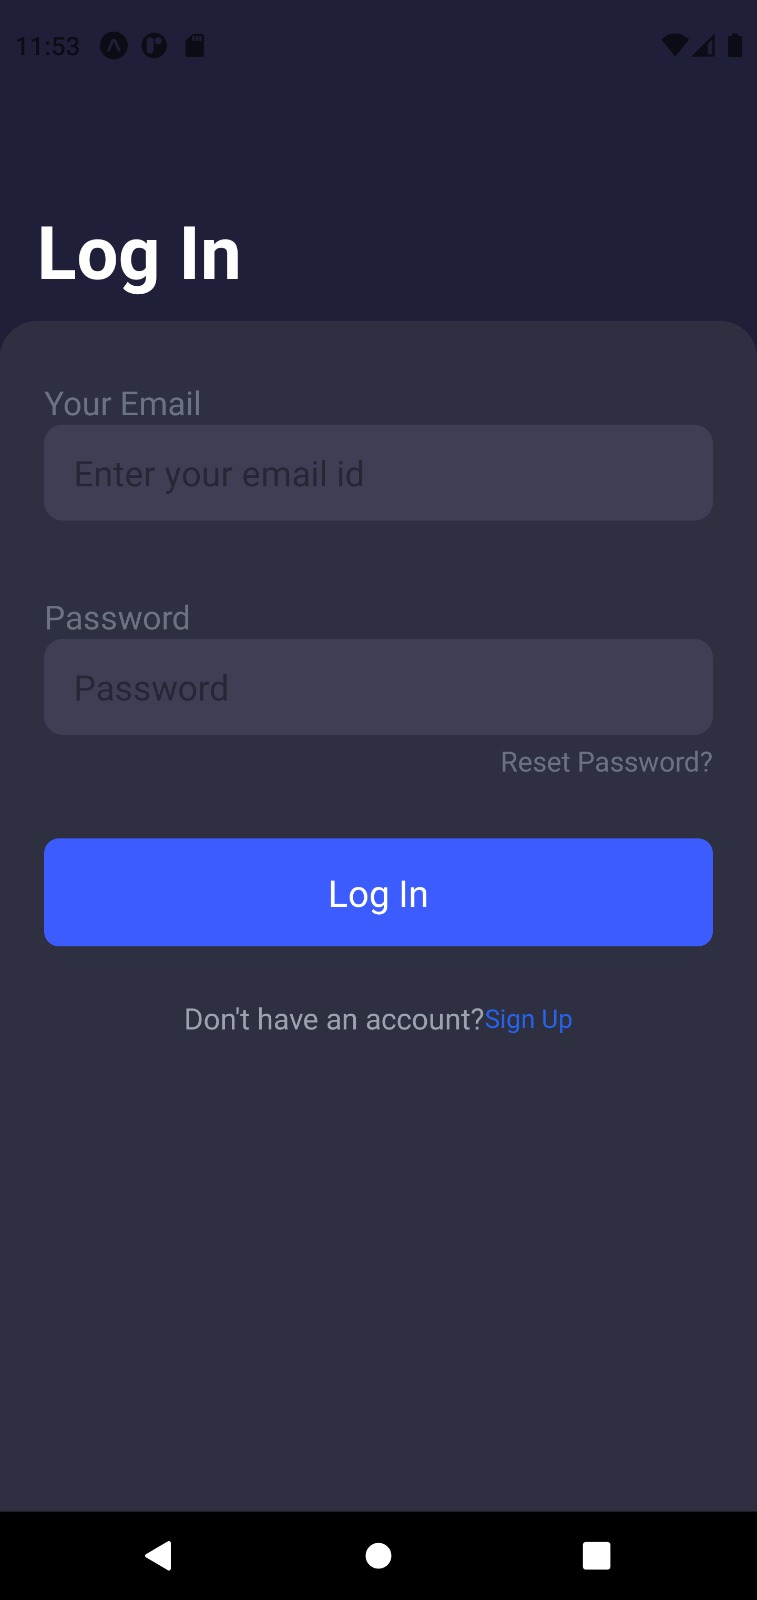 11:53
Log In
Your Email
Enter your email id
Password
Password
Reset Password?
Log In
Don't have an account?Sign Up